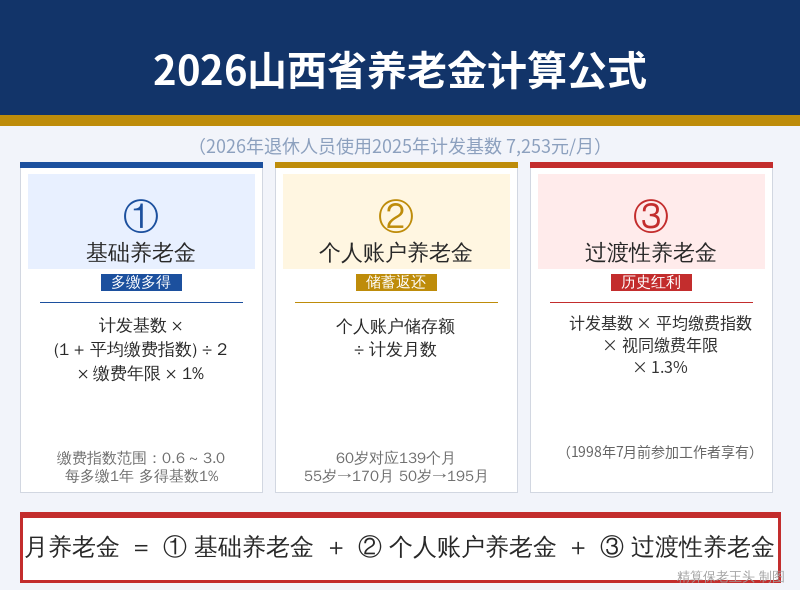 2026山西省养老金计算公式
（2026年退休人员使用2025年计发基数 7,253元/月）
①
基础养老金
多缴多得
计发基数 ×
(1 + 平均缴费指数) ÷ 2
× 缴费年限 × 1%
缴费指数范围：0.6 ~ 3.0
每多缴1年 多得基数1%
②
个人账户养老金
储蓄返还
个人账户储存额
÷ 计发月数
60岁对应139个月
55岁→170月 50岁→195月
③
过渡性养老金
历史红利
计发基数 × 平均缴费指数
× 视同缴费年限
× 1.3%
（1998年7月前参加工作者享有）
月养老金 = ① 基础养老金 + ② 个人账户养老金 + ③ 过渡性养老金
精算保老王头 制图